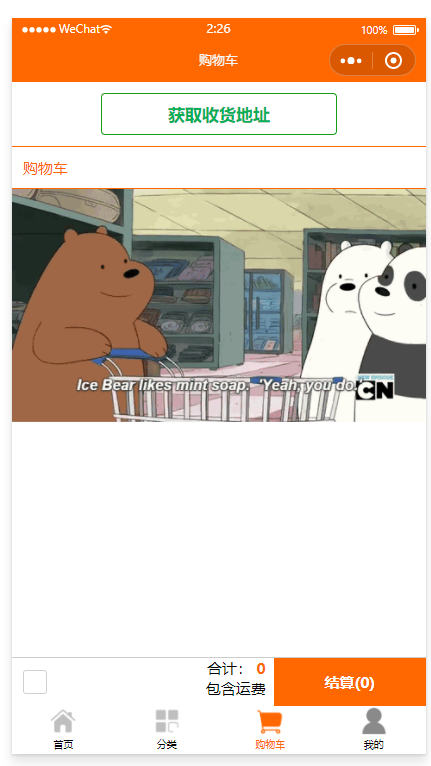 WeChat
2:26
100%
购物车
获取收货地址
购物车
Ice Bear likes mint soap. 'Yeah, you do.
CN
合计： 0
包含运费
结算(0)
首页
分类
购物车
我的